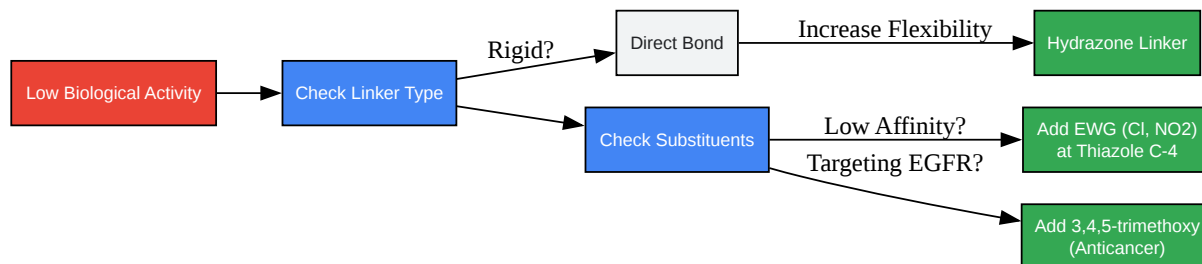 Low Biological Activity
Check Linker Type
Rigid?
Direct Bond
Increase Flexibility
Hydrazone Linker
Check Substituents
Low Affinity?
Add EWG (Cl, NO2)
at Thiazole C-4
Targeting EGFR?
Add 3,4,5-trimethoxy
(Anticancer)